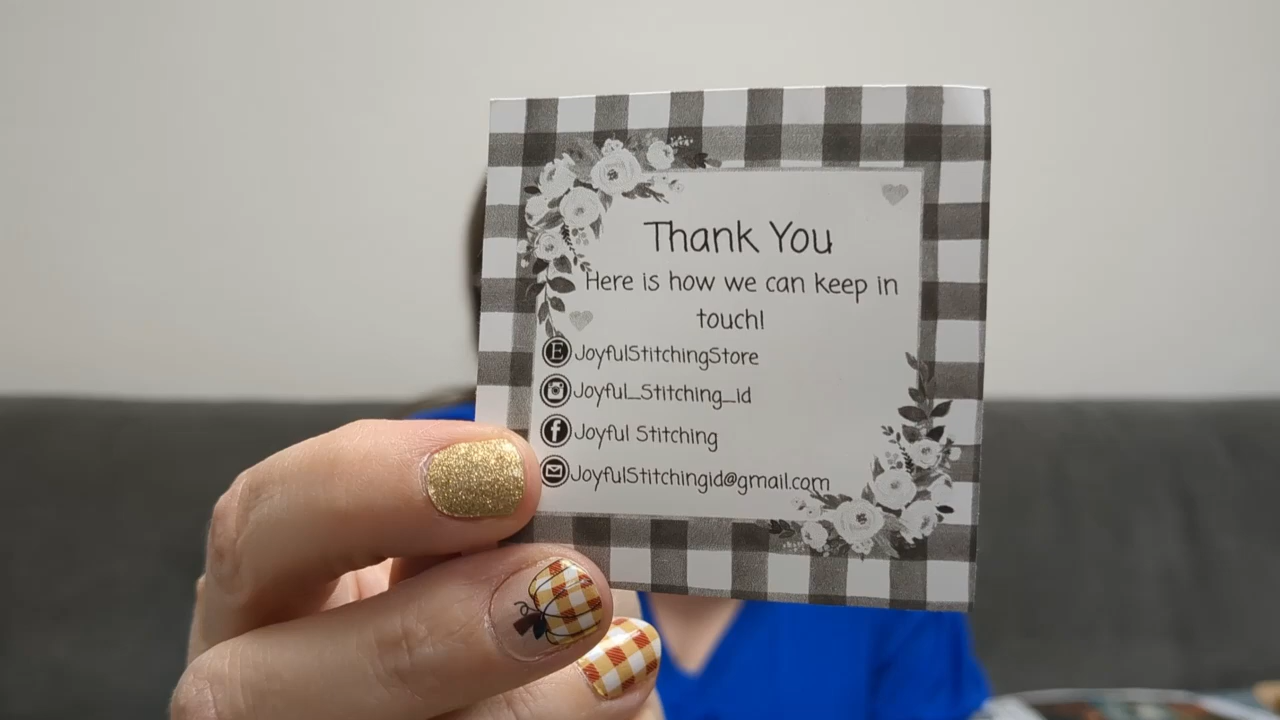 Thank You
Here is how we can keep in
touch!
E JoyfulStitchingStore
Joyful_Stitching_id
f Joyful Stitching
JoyfulStitchingid@gmail.com